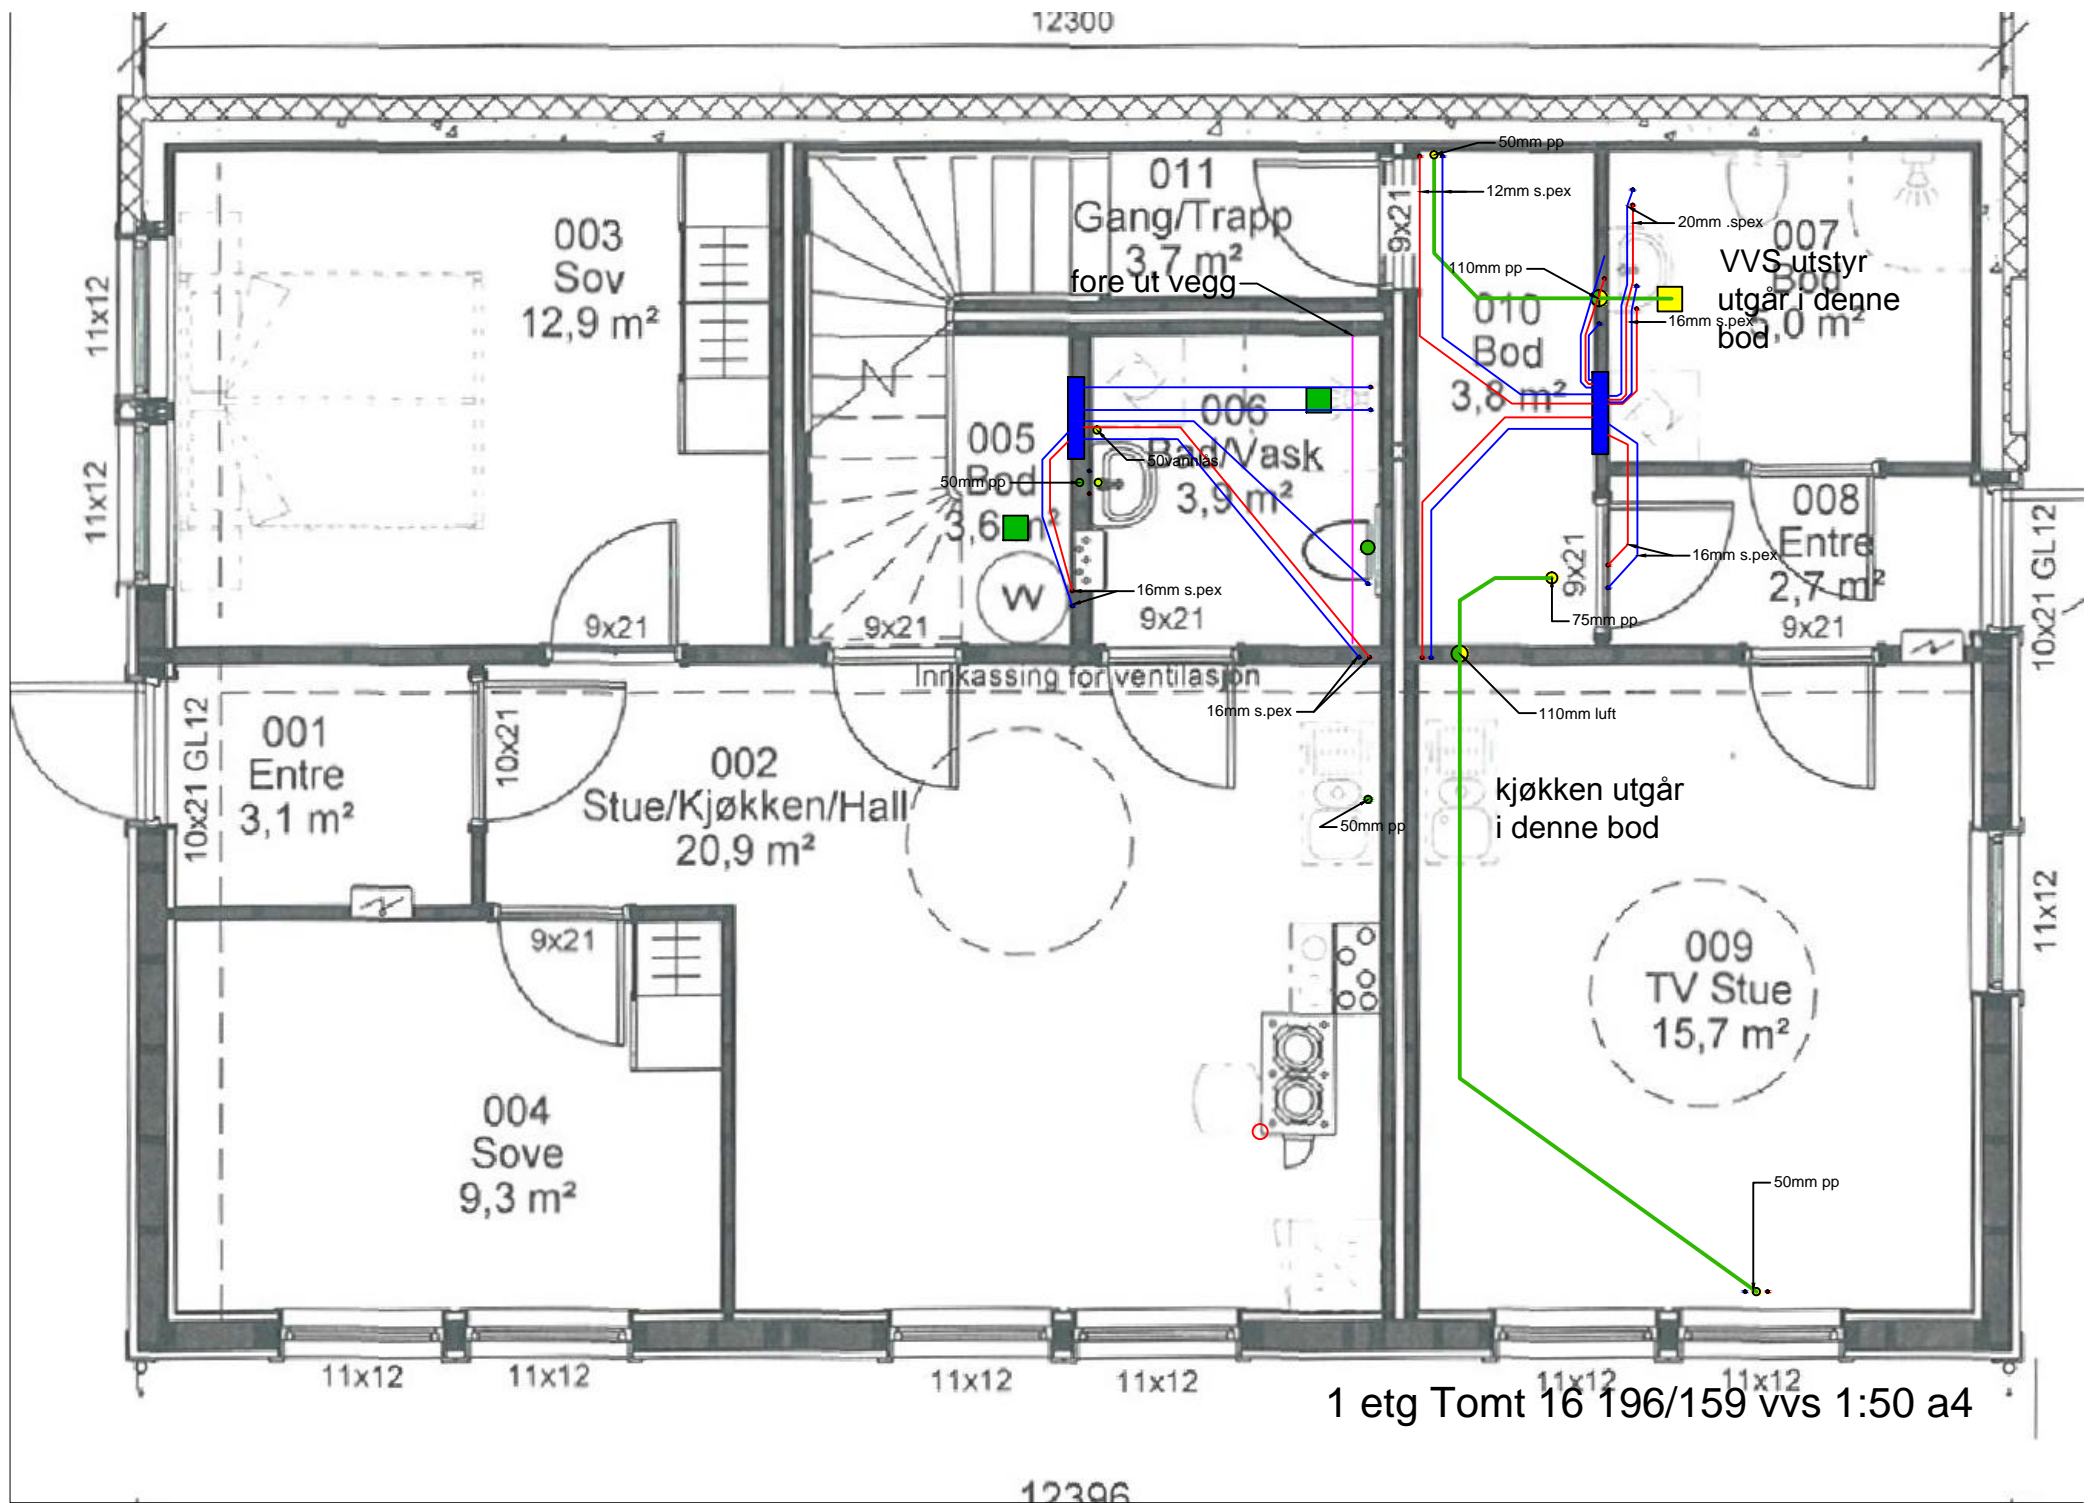 12300
50mm pp
011
Gang/Trapp
3,7 m²
12mm s.pex
9x21
20mm .spex
007
Bod
5,0 m²
VVS utstyr
utgår i denne
bod
003
Sov
12,9 m²
11x12
fore ut vegg
110mm pp
16mm s.pex
010
Bod
3,8 m²
006
Bad/Vask
3,9 m²
005
Bod
3,6 m²
50vannlås
50mm pp
11x12
008
Entre
2,7 m²
10x21 GL12
16mm s.pex
9x21
W
16mm s.pex
75mm pp
9x21
9x21
9x21
9x21
Innkassing for ventilasjon
16mm s.pex
110mm luft
001
Entre
3,1 m²
10x21 GL12
10x21
002
Stue/Kjøkken/Hall
20,9 m²
kjøkken utgår
i denne bod
50mm pp
9x21
11x12
009
TV Stue
15,7 m²
004
Sove
9,3 m²
50mm pp
11x12
11x12
11x12
11x12
11x12
11x12
1 etg Tomt 16 196/159 vvs 1:50 a4
12396